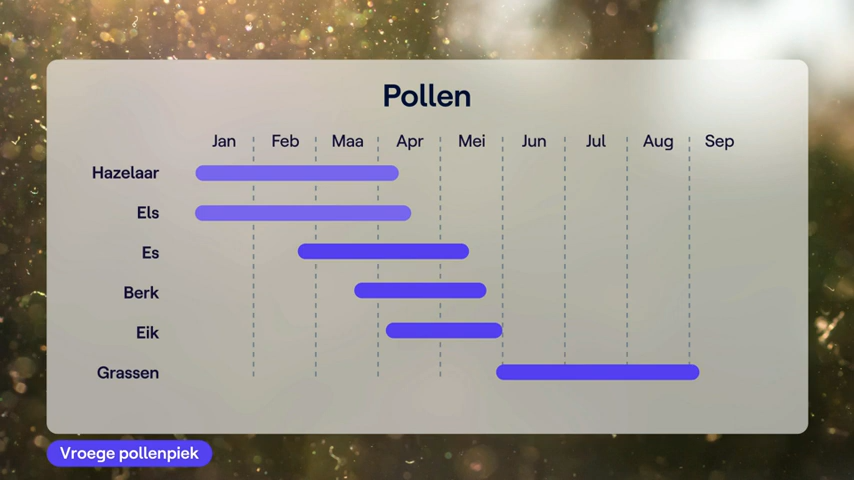 Pollen
Jan Feb Maa Apr Mei Jun Jul Aug Sep
Hazelaar
Els
Es
Berk
Eik
Grassen
Vroege pollenpiek